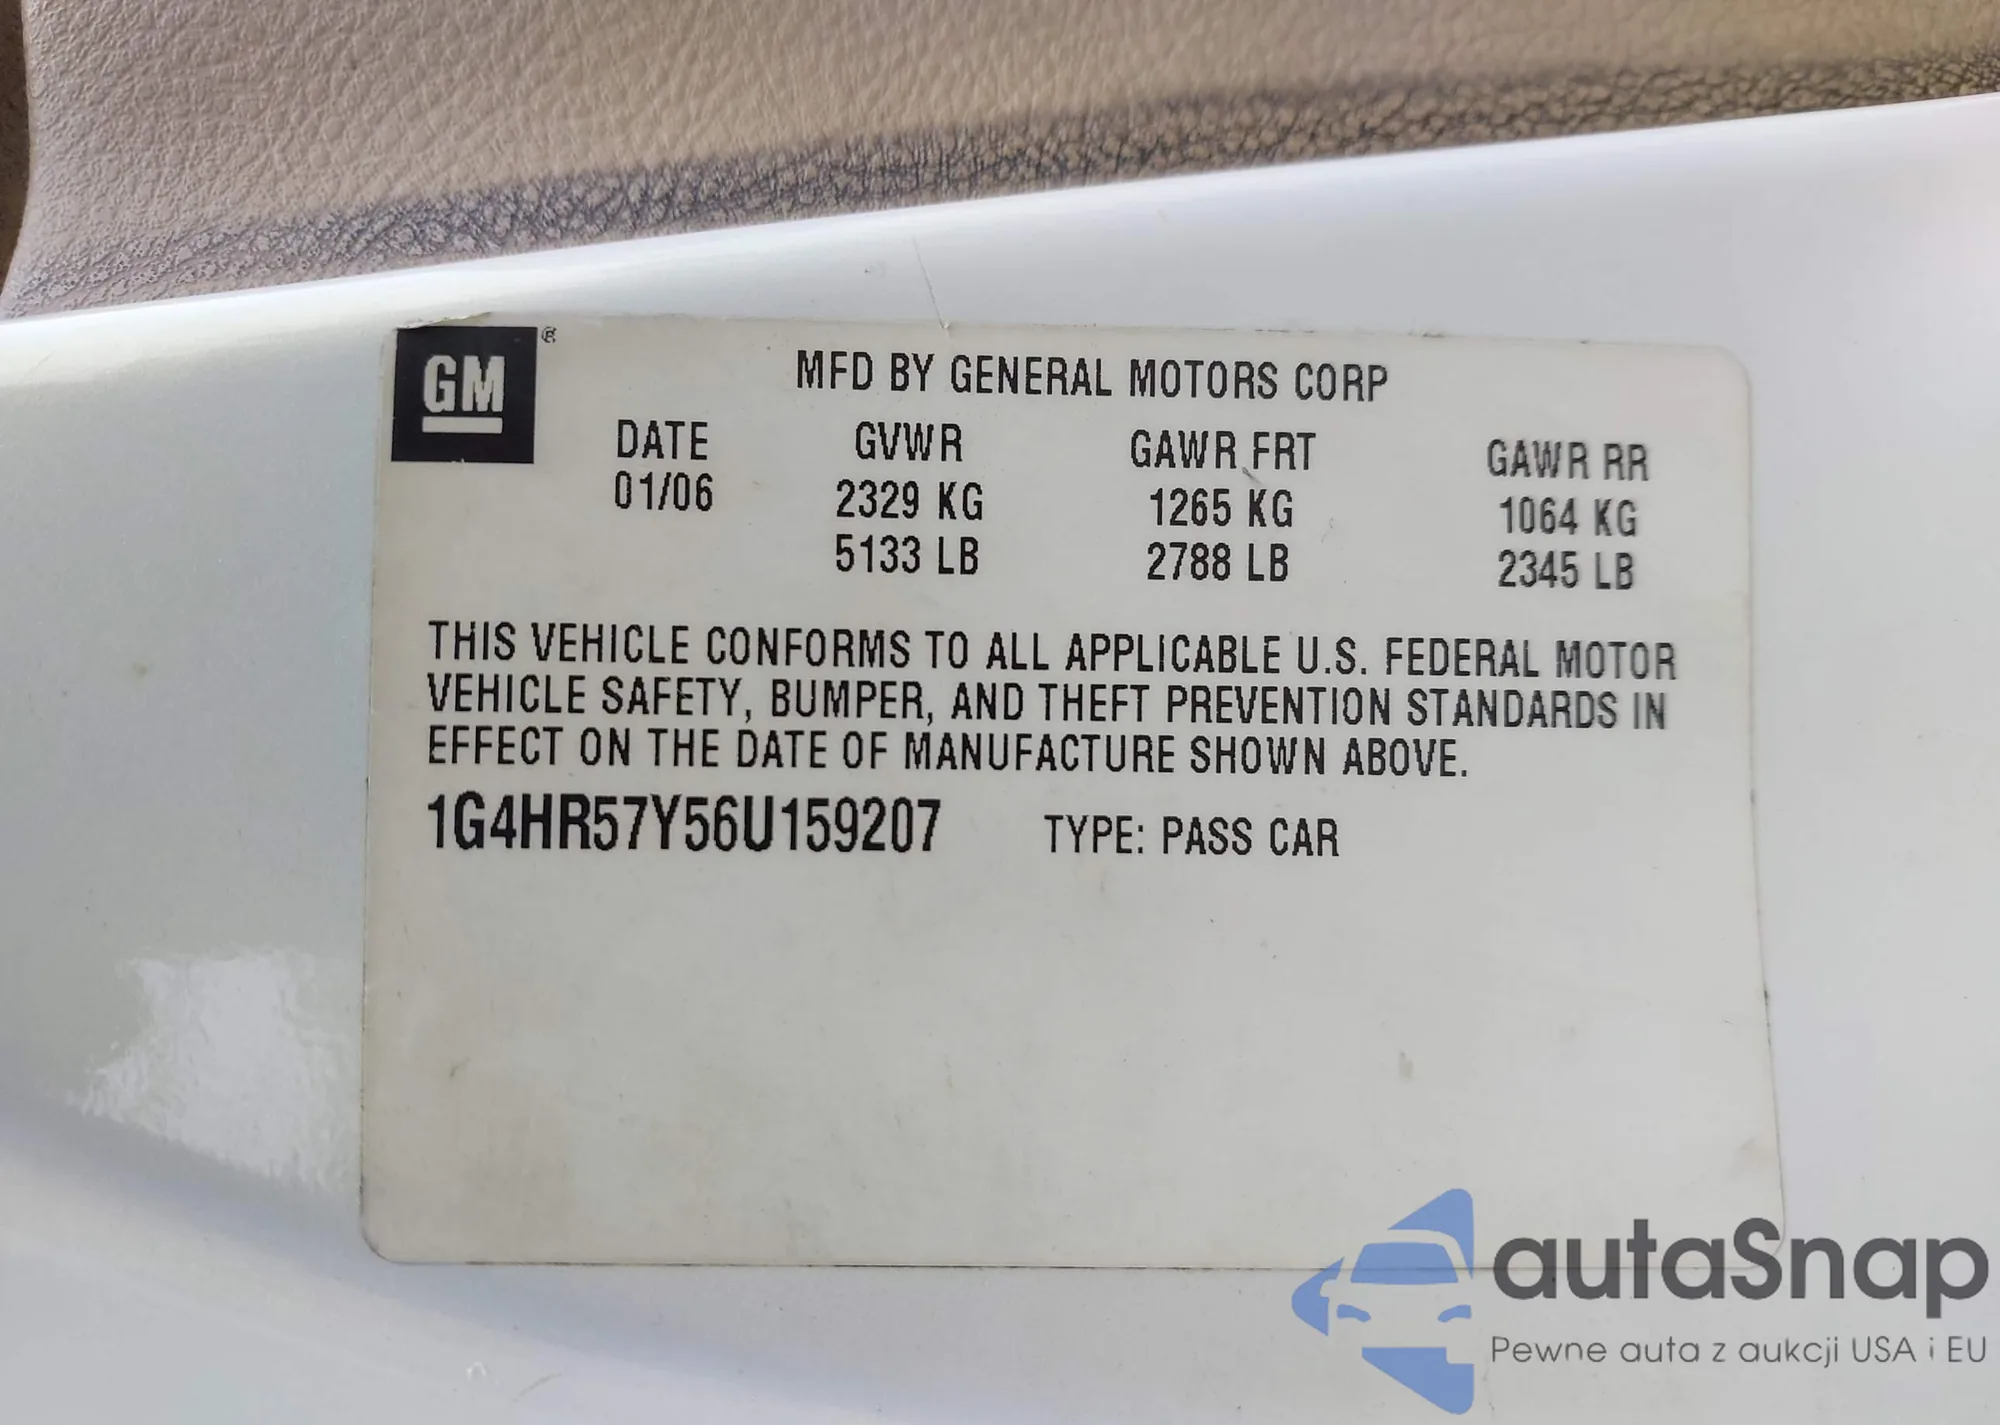 GM ®
MFD BY GENERAL MOTORS CORP
DATE GVWR GAWR FRT GAWR RR
01/06 2329 KG 1265 KG 1064 KG
5133 LB 2788 LB 2345 LB
THIS VEHICLE CONFORMS TO ALL APPLICABLE U.S. FEDERAL MOTOR
VEHICLE SAFETY, BUMPER, AND THEFT PREVENTION STANDARDS IN
EFFECT ON THE DATE OF MANUFACTURE SHOWN ABOVE.
1G4HR57Y56U159207 TYPE: PASS CAR
autaSnap
Pewne auta z aukcji USA i EU